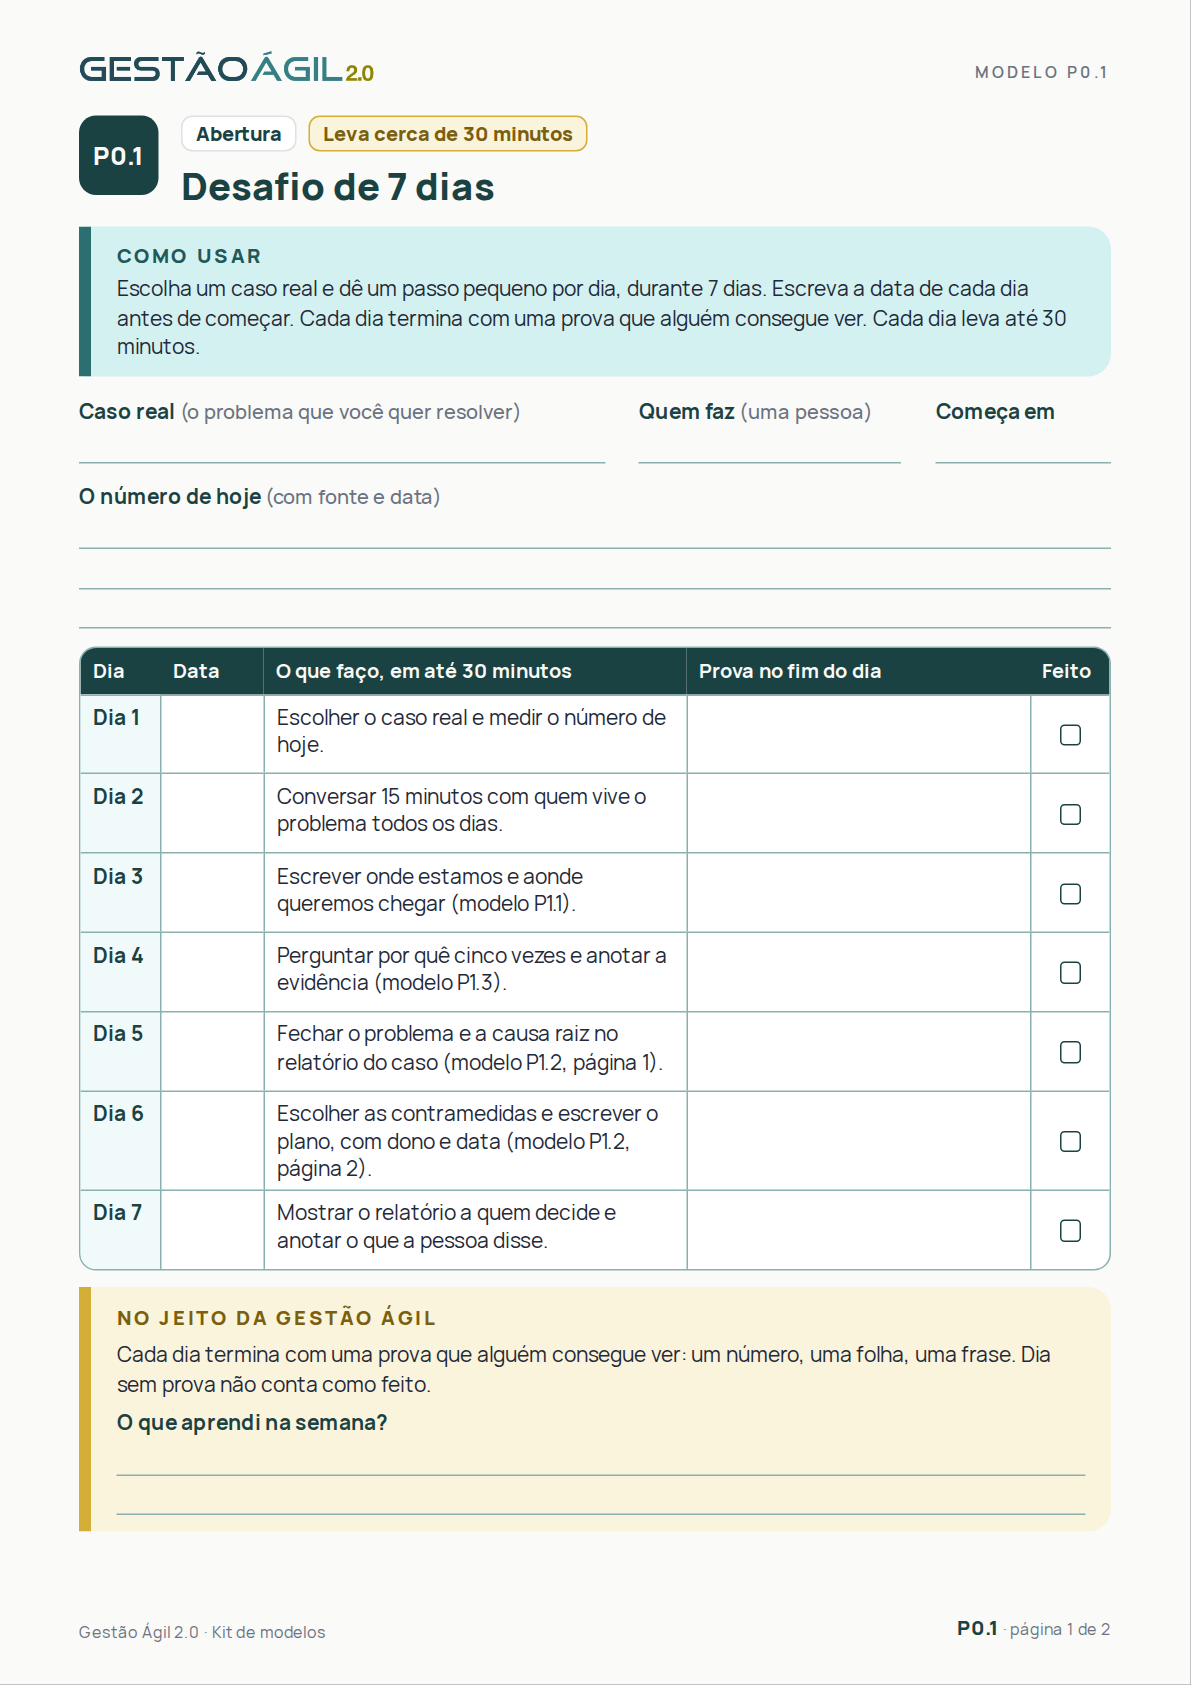 GESTÃOÁGIL2.0
MODELO P0.1
P0.1
Abertura
Leva cerca de 30 minutos
Desafio de 7 dias
COMO USAR
Escolha um caso real e dê um passo pequeno por dia, durante 7 dias. Escreva a data de cada dia
antes de começar. Cada dia termina com uma prova que alguém consegue ver. Cada dia leva até 30
minutos.
Caso real (o problema que você quer resolver)
Quem faz (uma pessoa)
Começa em
O número de hoje (com fonte e data)
Dia Data O que faço, em até 30 minutos Prova no fim do dia Feito
Dia 1 Escolher o caso real e medir o número de
hoje.
Dia 2 Conversar 15 minutos com quem vive o
problema todos os dias.
Dia 3 Escrever onde estamos e aonde
queremos chegar (modelo P1.1).
Dia 4 Perguntar por quê cinco vezes e anotar a
evidência (modelo P1.3).
Dia 5 Fechar o problema e a causa raiz no
relatório do caso (modelo P1.2, página 1).
Dia 6 Escolher as contramedidas e escrever o
plano, com dono e data (modelo P1.2,
página 2).
Dia 7 Mostrar o relatório a quem decide e
anotar o que a pessoa disse.
NO JEITO DA GESTÃO ÁGIL
Cada dia termina com uma prova que alguém consegue ver: um número, uma folha, uma frase. Dia
sem prova não conta como feito.
O que aprendi na semana?
Gestão Ágil 2.0 · Kit de modelos
P0.1 · página 1 de 2